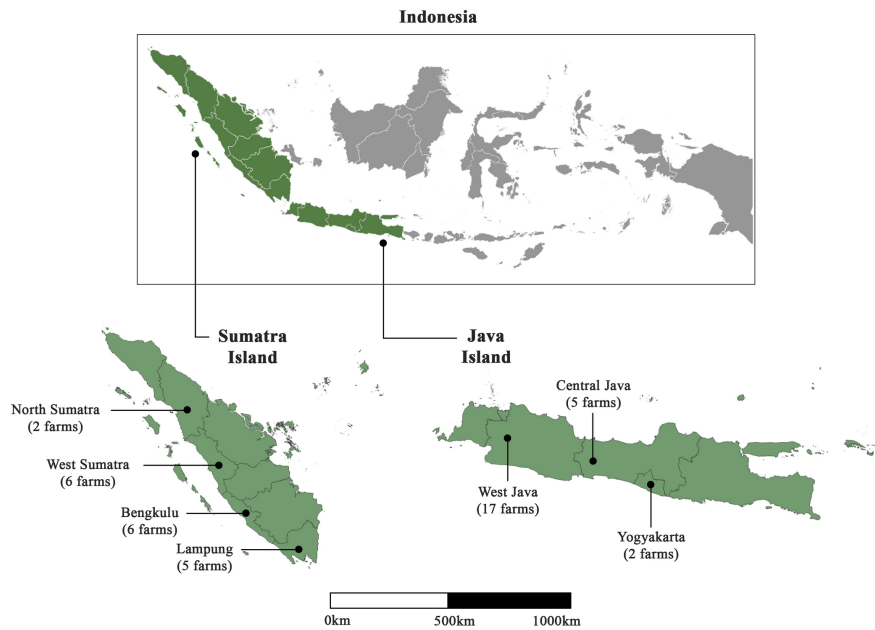 Indonesia
Sumatra
Island
Java
Island
North Sumatra
(2 farms)
West Sumatra
(6 farms)
Bengkulu
(6 farms)
Lampung
(5 farms)
Central Java
(5 farms)
West Java
(17 farms)
Yogyakarta
(2 farms)
0km
500km
1000km